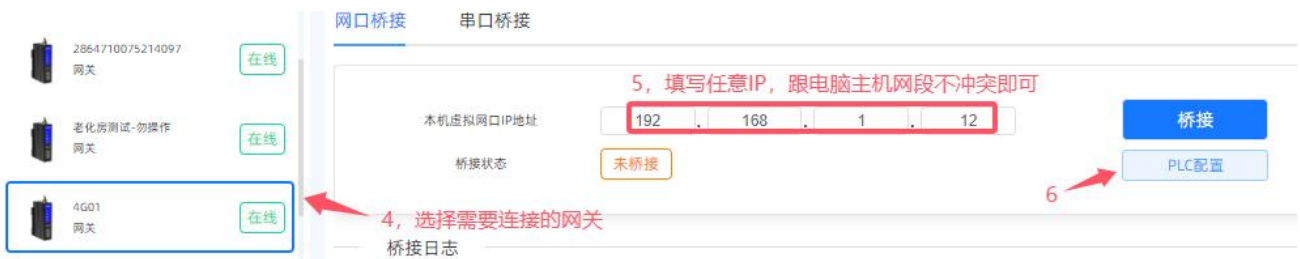 2864710075214097
网关
在线
老化房测试-勿操作
网关
在线
4G01
网关
在线
4，选择需要连接的网关
网口桥接 串口桥接
5，填写任意IP，跟电脑主机网段不冲突即可
本机虚拟网口IP地址 192 . 168 . 1 . 12 桥接
桥接状态 未桥接 PLC配置
6
桥接日志